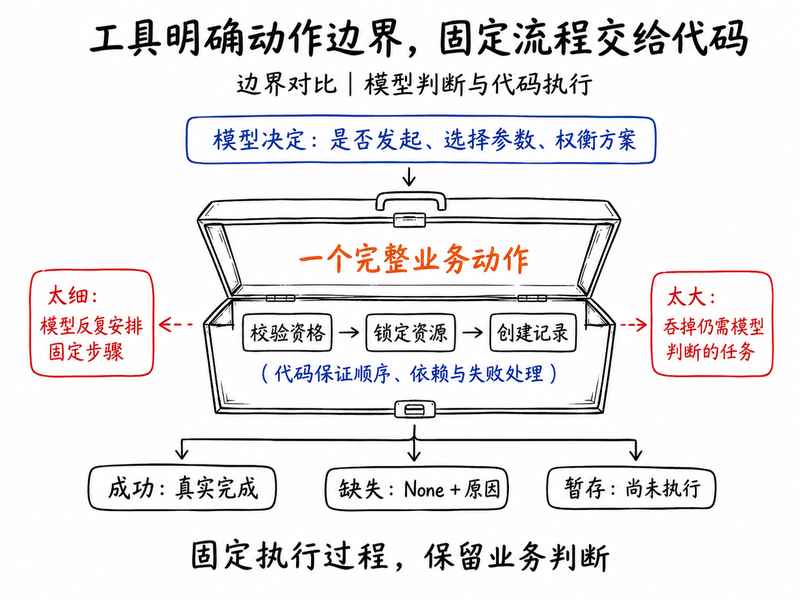 工具明确动作边界，固定流程交给代码
边界对比｜模型判断与代码执行
模型决定：是否发起、选择参数、权衡方案
一个完整业务动作
太细：
模型反复安排
固定步骤
校验资格
锁定资源
创建记录
（代码保证顺序、依赖与失败处理）
太大：
吞掉仍需模型
判断的任务
成功：真实完成
缺失：None＋原因
暂存：尚未执行
固定执行过程，保留业务判断